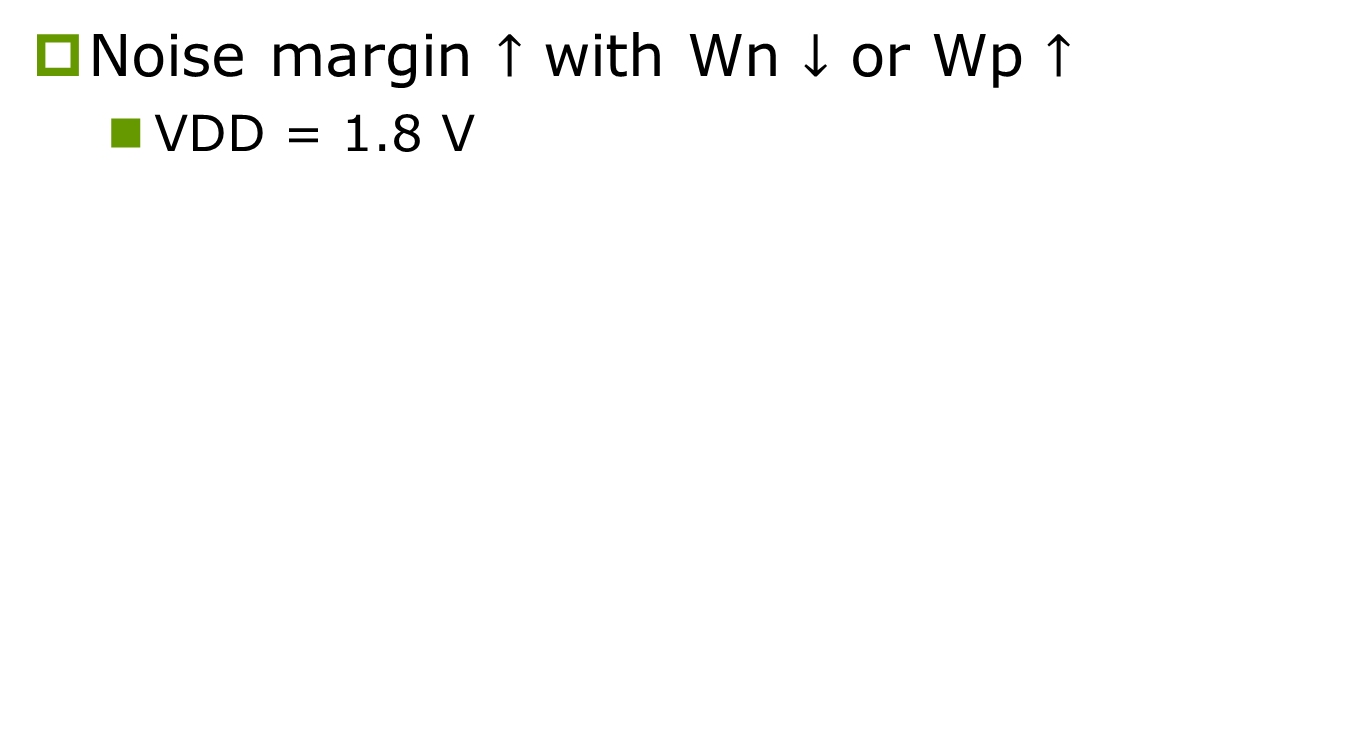 Noise margin ↑ with Wn ↓ or Wp ↑
VDD = 1.8 V